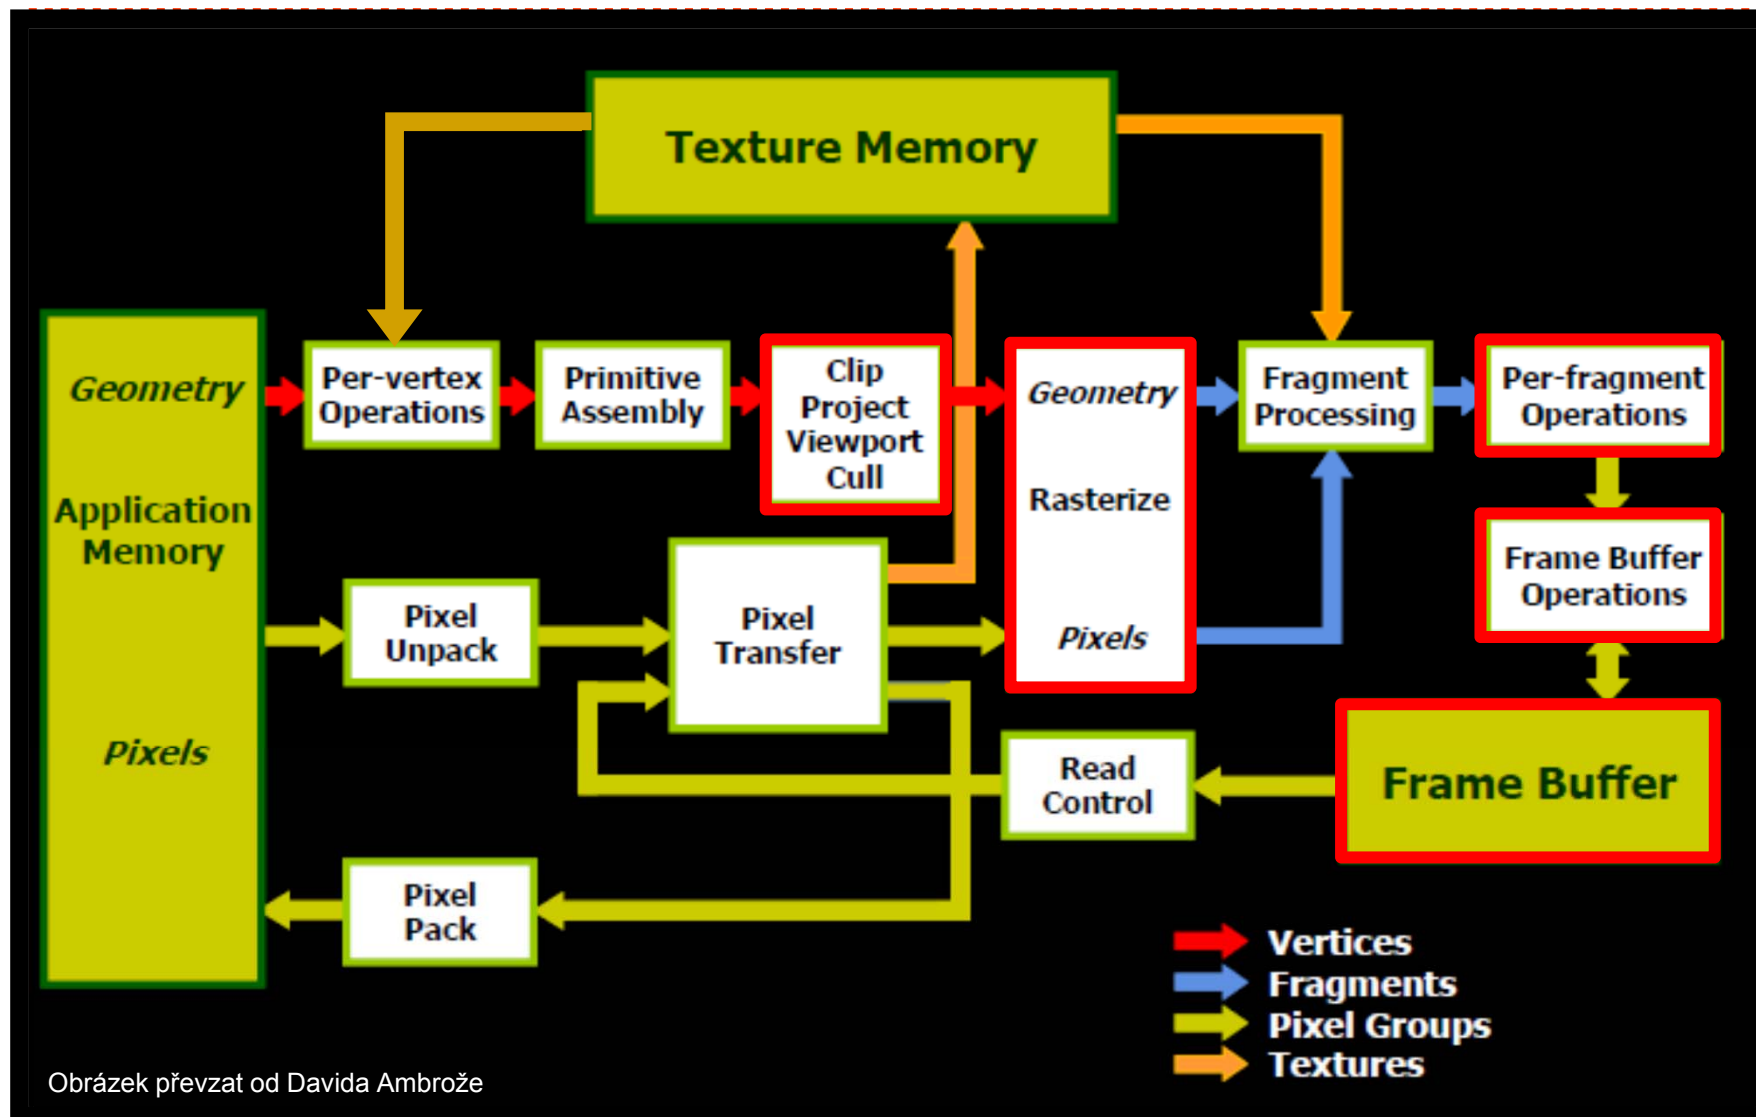 Texture Memory
Geometry
Application
Memory
Pixels
Per-vertex
Operations
Primitive
Assembly
Clip
Project
Viewport
Cull
Geometry
Rasterize
Pixels
Fragment
Processing
Per-fragment
Operations
Frame Buffer
Operations
Pixel
Unpack
Pixel
Transfer
Read
Control
Frame Buffer
Pixel
Pack
Vertices
Fragments
Pixel Groups
Textures
Obrázek převzat od Davida Ambrože